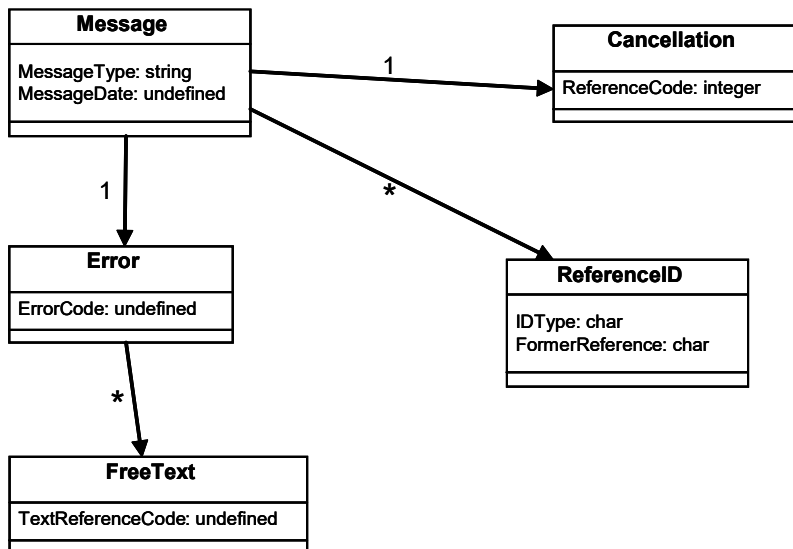 Message
MessageType: string
MessageDate: undefined
Cancellation
ReferenceCode: integer
1
*
1
Error
ErrorCode: undefined
ReferenceID
IDType: char
FormerReference: char
*
FreeText
TextReferenceCode: undefined